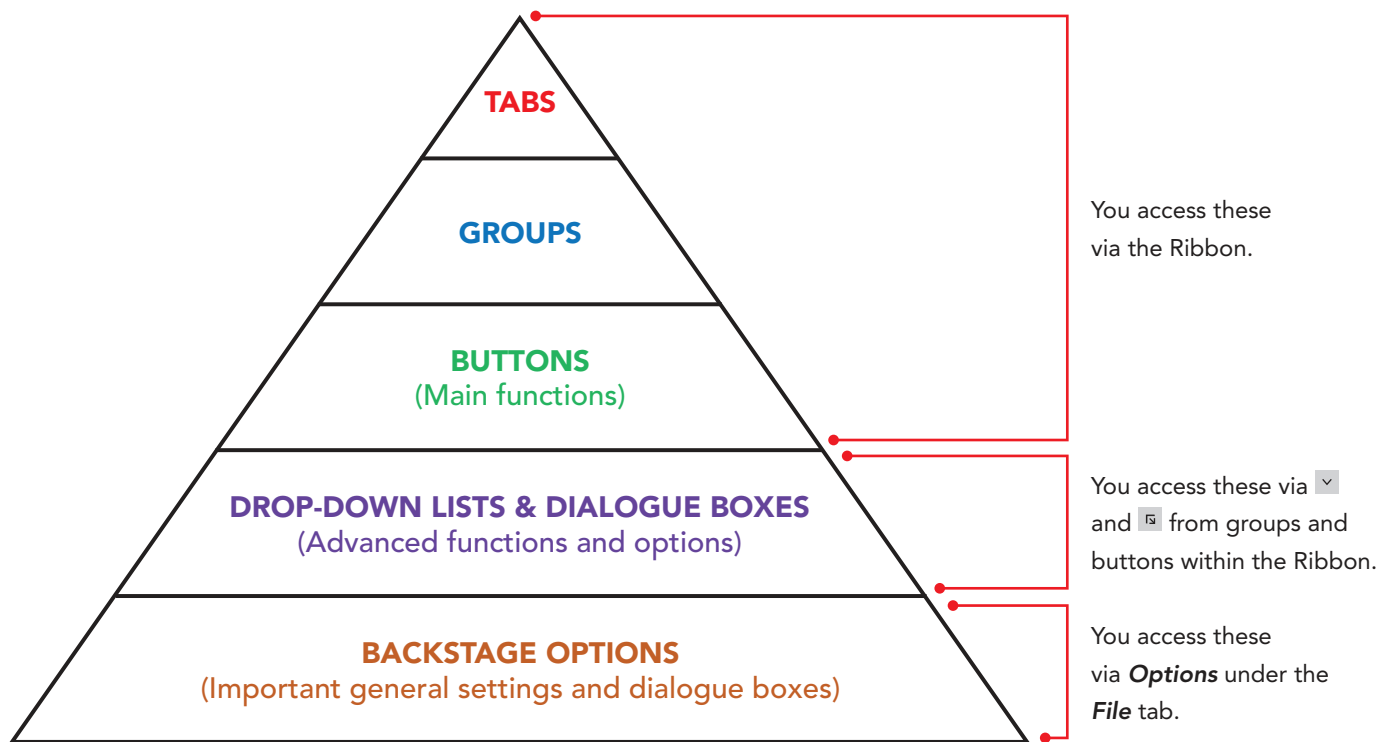 TABS
GROUPS
BUTTONS
(Main functions)
DROP-DOWN LISTS & DIALOGUE BOXES
(Advanced functions and options)
BACKSTAGE OPTIONS
(Important general settings and dialogue boxes)
You access these
via the Ribbon.
You access these via
and from groups and
buttons within the Ribbon.
You access these
via Options under the
File tab.